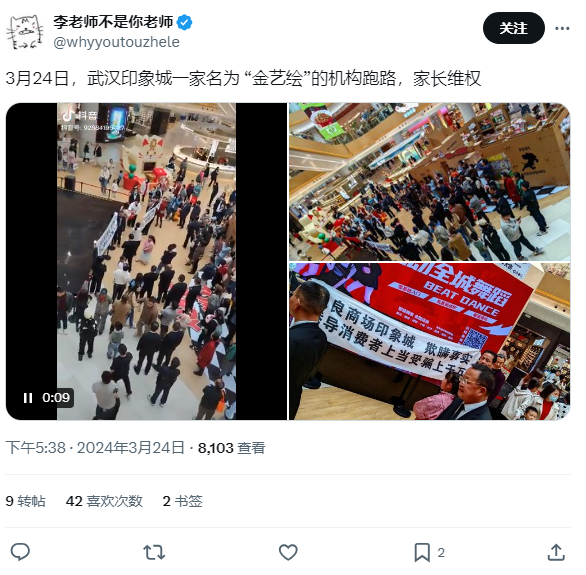 李老师不是你老师
@whyyoutouzhele
关注
3月24日，武汉印象城一家名为 “金艺绘”的机构跑路，家长维权
抖音
全城舞蹈
BEAT DANCE
良商场印象城 欺瞒事实
导消费者上当受骗上千万
0:09
下午5:38 · 2024年3月24日 · 8,103 查看
9 转帖 42 喜欢次数 2 书签
2